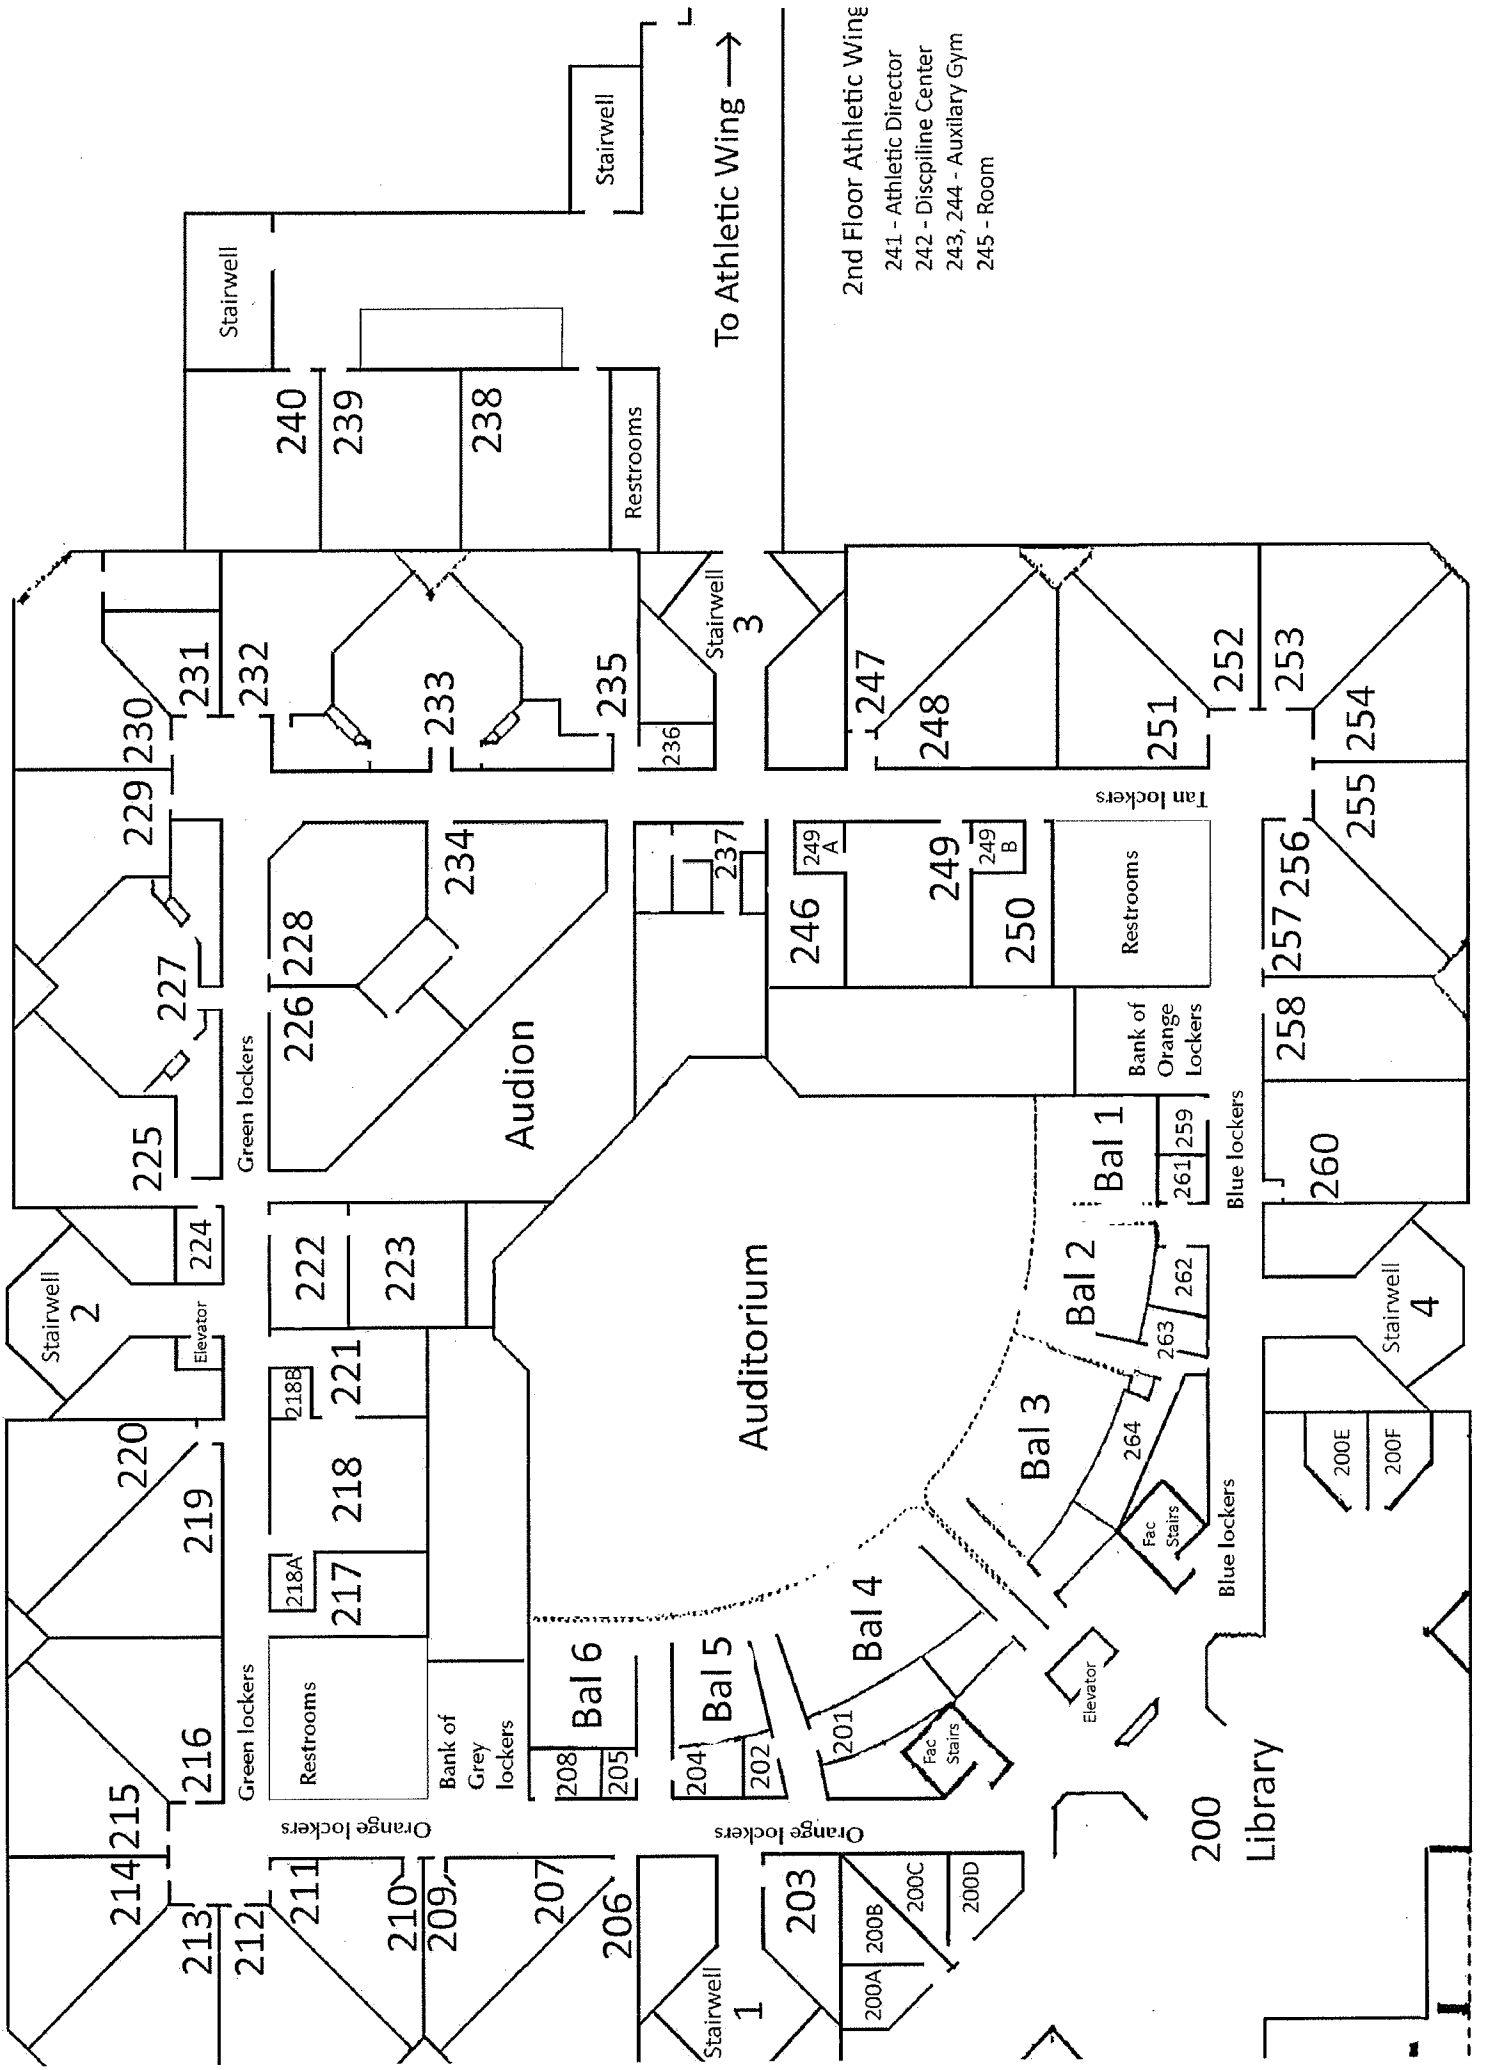 Stairwell
2
214
215
220
219
216
213
212
Elevator
224
225
227
229
230
231
232
Stairwell
240
239
238
Green lockers
Green lockers
211
210
209
207
206
Orange lockers
Restrooms
218A
217
218
218B
221
222
223
226
228
234
233
235
236
Restrooms
Stairwell
Bank of
Grey
lockers
Audion
237
208
205
204
202
201
Bal 6
Bal 5
Bal 4
Auditorium
Stairwell
1
Stairwell
3
To Athletic Wing →
Orange lockers
203
200A
200B
200C
200D
Fac
Stairs
246
249
A
249
249
B
250
247
248
251
252
253
254
255
256
257
258
260
Tan lockers
Restrooms
2nd Floor Athletic Wing
241 - Athletic Director
242 - Discpiline Center
243, 244 - Auxilary Gym
245 - Room
Bal 3
Bal 2
Bal 1
264
263
262
261
259
Bank of
Orange
Lockers
Elevator
Fac
Stairs
Blue lockers
Blue lockers
200
Library
200E
200F
Stairwell
4